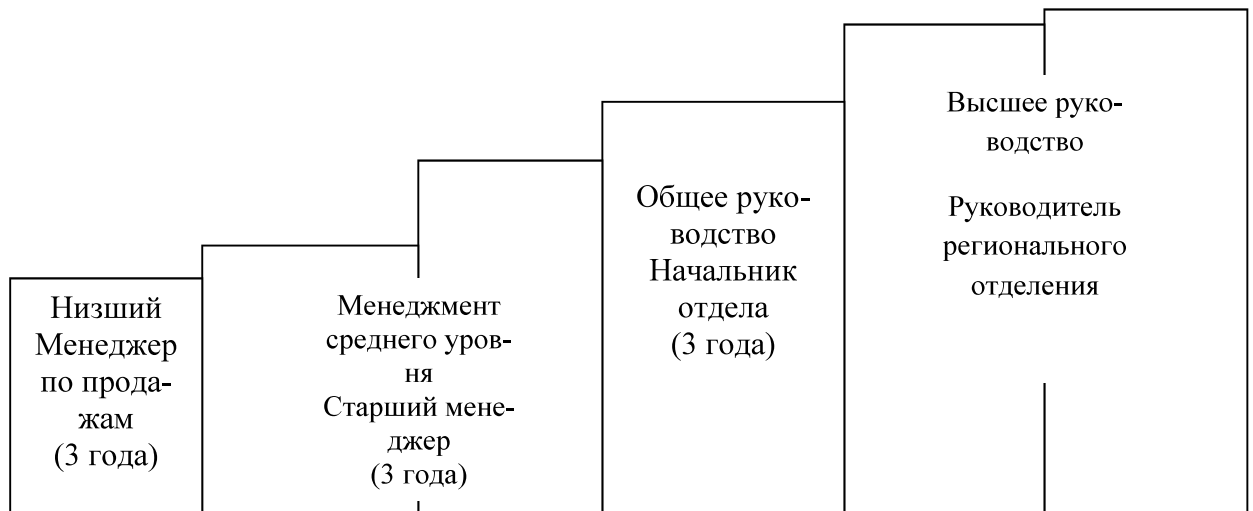 Низший
Менеджер
по прода-
жам
(3 года)
Менеджмент
среднего уров-
ня
Старший мене-
джер
(3 года)
Общее руко-
водство
Начальник
отдела
(3 года)
Высшее руко-
водство
Руководитель
регионального
отделения